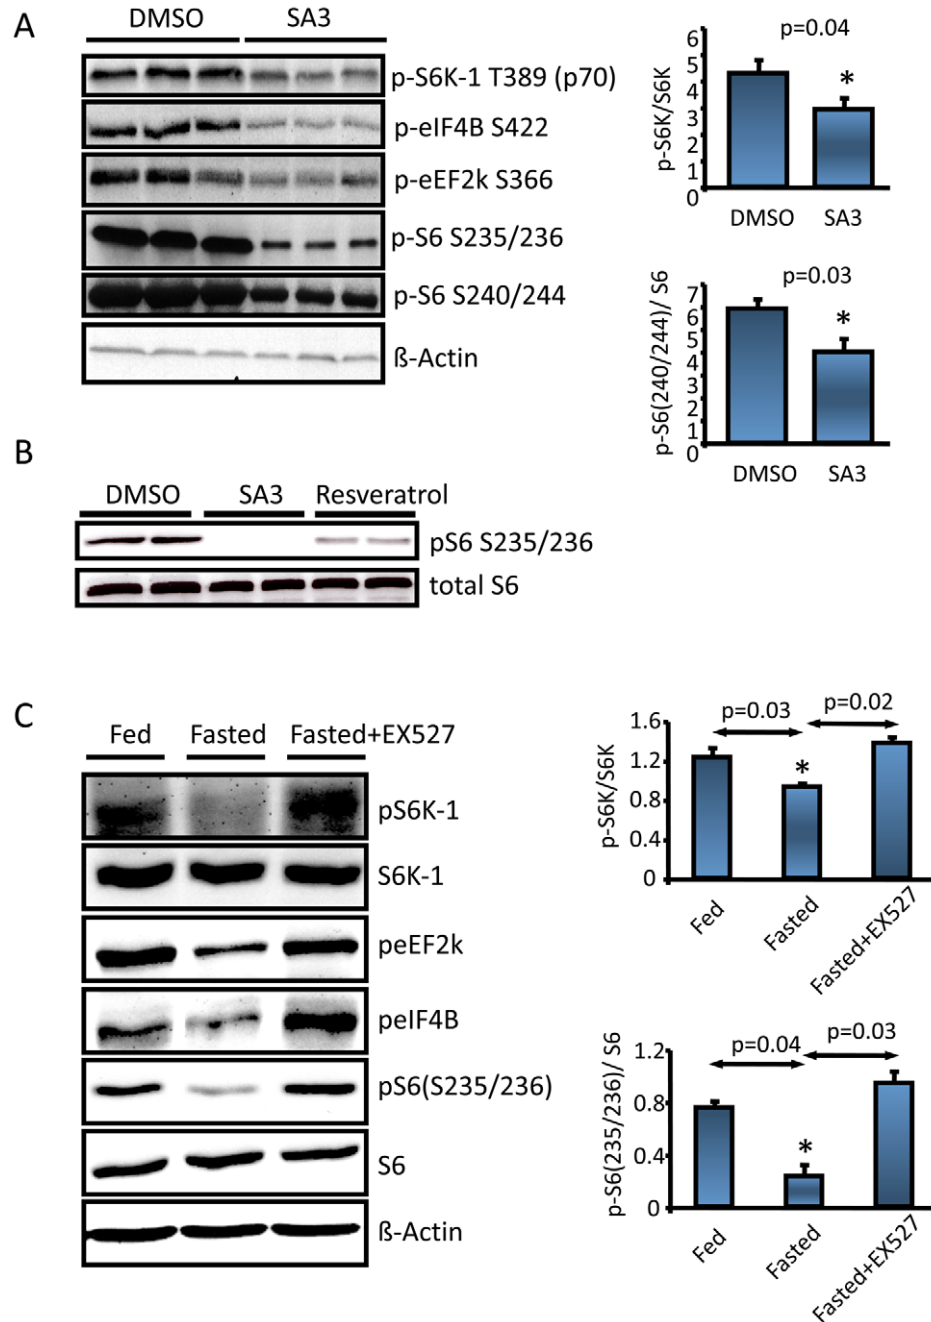 A
DMSO SA3
p-S6K-1 T389 (p70)
p-eIF4B S422
p-eEF2k S366
p-S6 S235/236
p-S6 S240/244
ß-Actin
p=0.04
p-S6K/S6K
6
5
4
3
2
1
0
*
DMSO SA3
p=0.03
p-S6(240/244)/ S6
7
6
5
4
3
2
1
0
*
DMSO SA3
B
DMSO SA3 Resveratrol
pS6 S235/236
total S6
C
Fed Fasted Fasted+EX527
pS6K-1
S6K-1
peEF2k
peIF4B
pS6(S235/236)
S6
ß-Actin
p=0.03 p=0.02
p-S6K/S6K
1.6
1.2
0.8
0.4
0
*
Fed Fasted Fasted+EX527
p=0.04 p=0.03
p-S6(235/236)/ S6
1.2
0.8
0.4
0
*
Fed Fasted Fasted+EX527